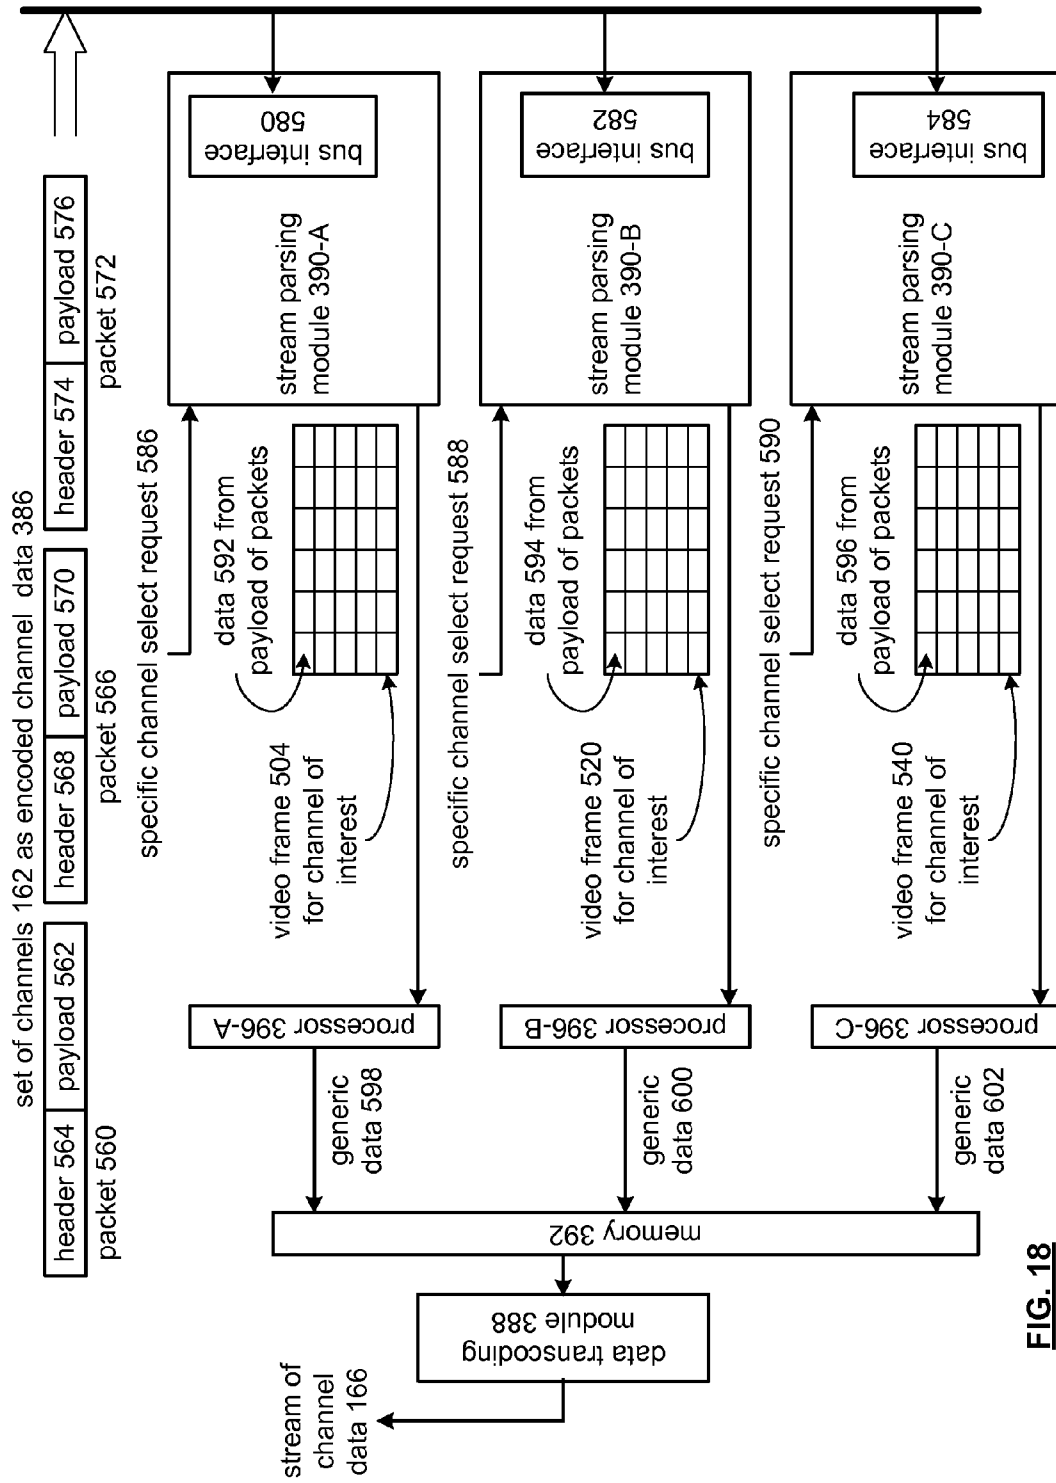 set of channels 162 as encoded channel data 386
header 564
payload 562
packet 560
header 568
payload 570
packet 566
header 574
payload 576
packet 572
specific channel select request 586
bus interface
580
stream parsing
module 390-A
data 592 from
payload of packets
video frame 504
for channel of
interest
processor 396-A
generic
data 598
specific channel select request 588
bus interface
582
stream parsing
module 390-B
data 594 from
payload of packets
video frame 520
for channel of
interest
processor 396-B
generic
data 600
specific channel select request 590
bus interface
584
stream parsing
module 390-C
data 596 from
payload of packets
video frame 540
for channel of
interest
processor 396-C
generic
data 602
memory 392
data transcoding
module 388
stream of
channel
data 166
FIG. 18